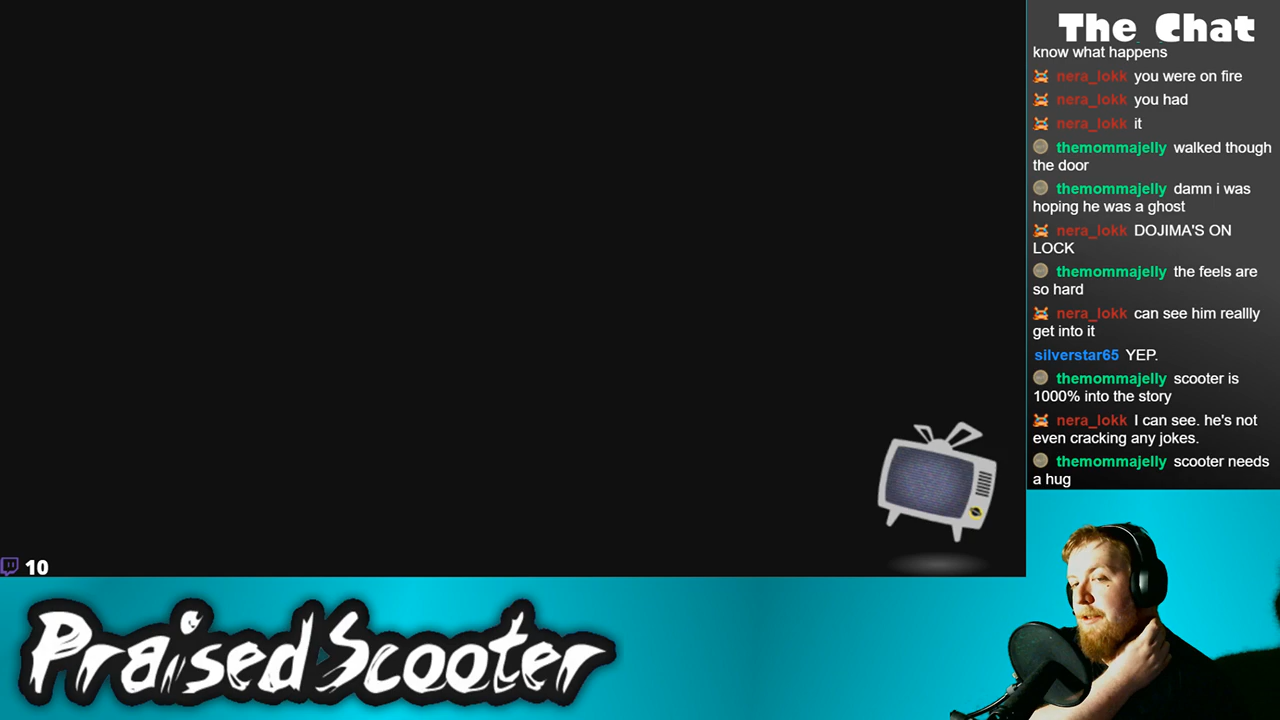 The Chat
know what happens
nera_lokk you were on fire
nera_lokk you had
nera_lokk it
themommajelly walked though
the door
themommajelly damn i was
hoping he was a ghost
nera_lokk DOJIMA'S ON
LOCK
themommajelly the feels are
so hard
nera_lokk can see him reallly
get into it
silverstar65 YEP.
themommajelly scooter is
1000% into the story
nera_lokk I can see. he's not
even cracking any jokes.
themommajelly scooter needs
a hug
10
PraisedScooter